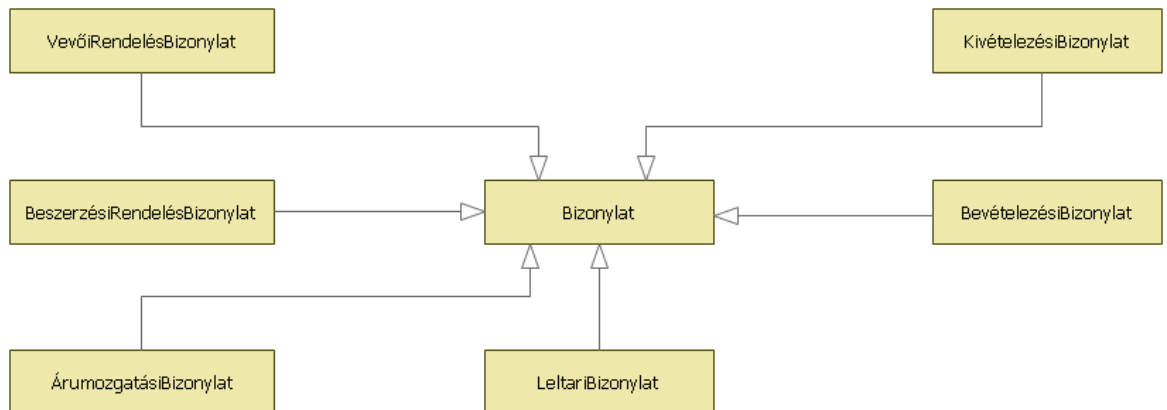 VevőiRendelésBizonylat
KivételezésiBizonylat
BeszerzésiRendelésBizonylat
Bizonylat
BevételezésiBizonylat
ÁrumozgatásiBizonylat
LeltariBizonylat